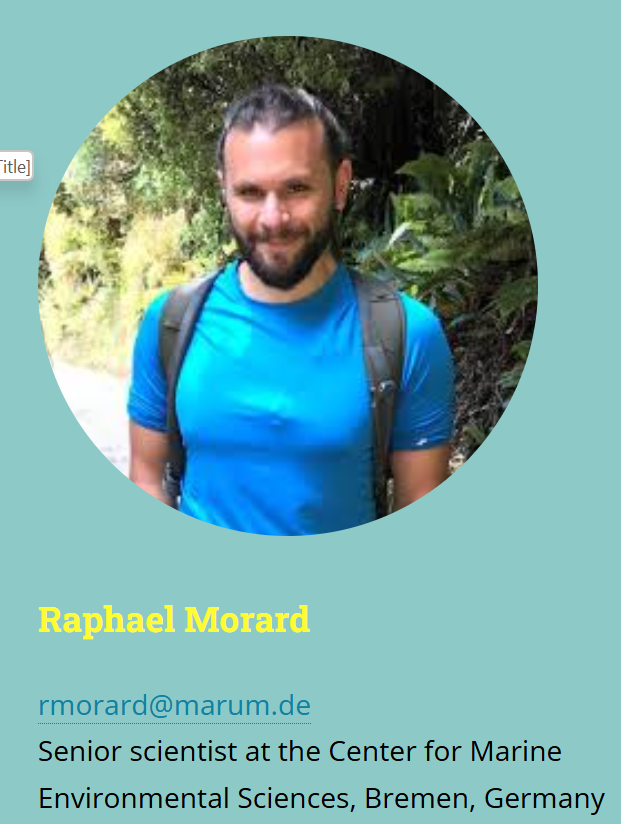 Title]
Raphael Morard
rmorard@marum.de
Senior scientist at the Center for Marine
Environmental Sciences, Bremen, Germany